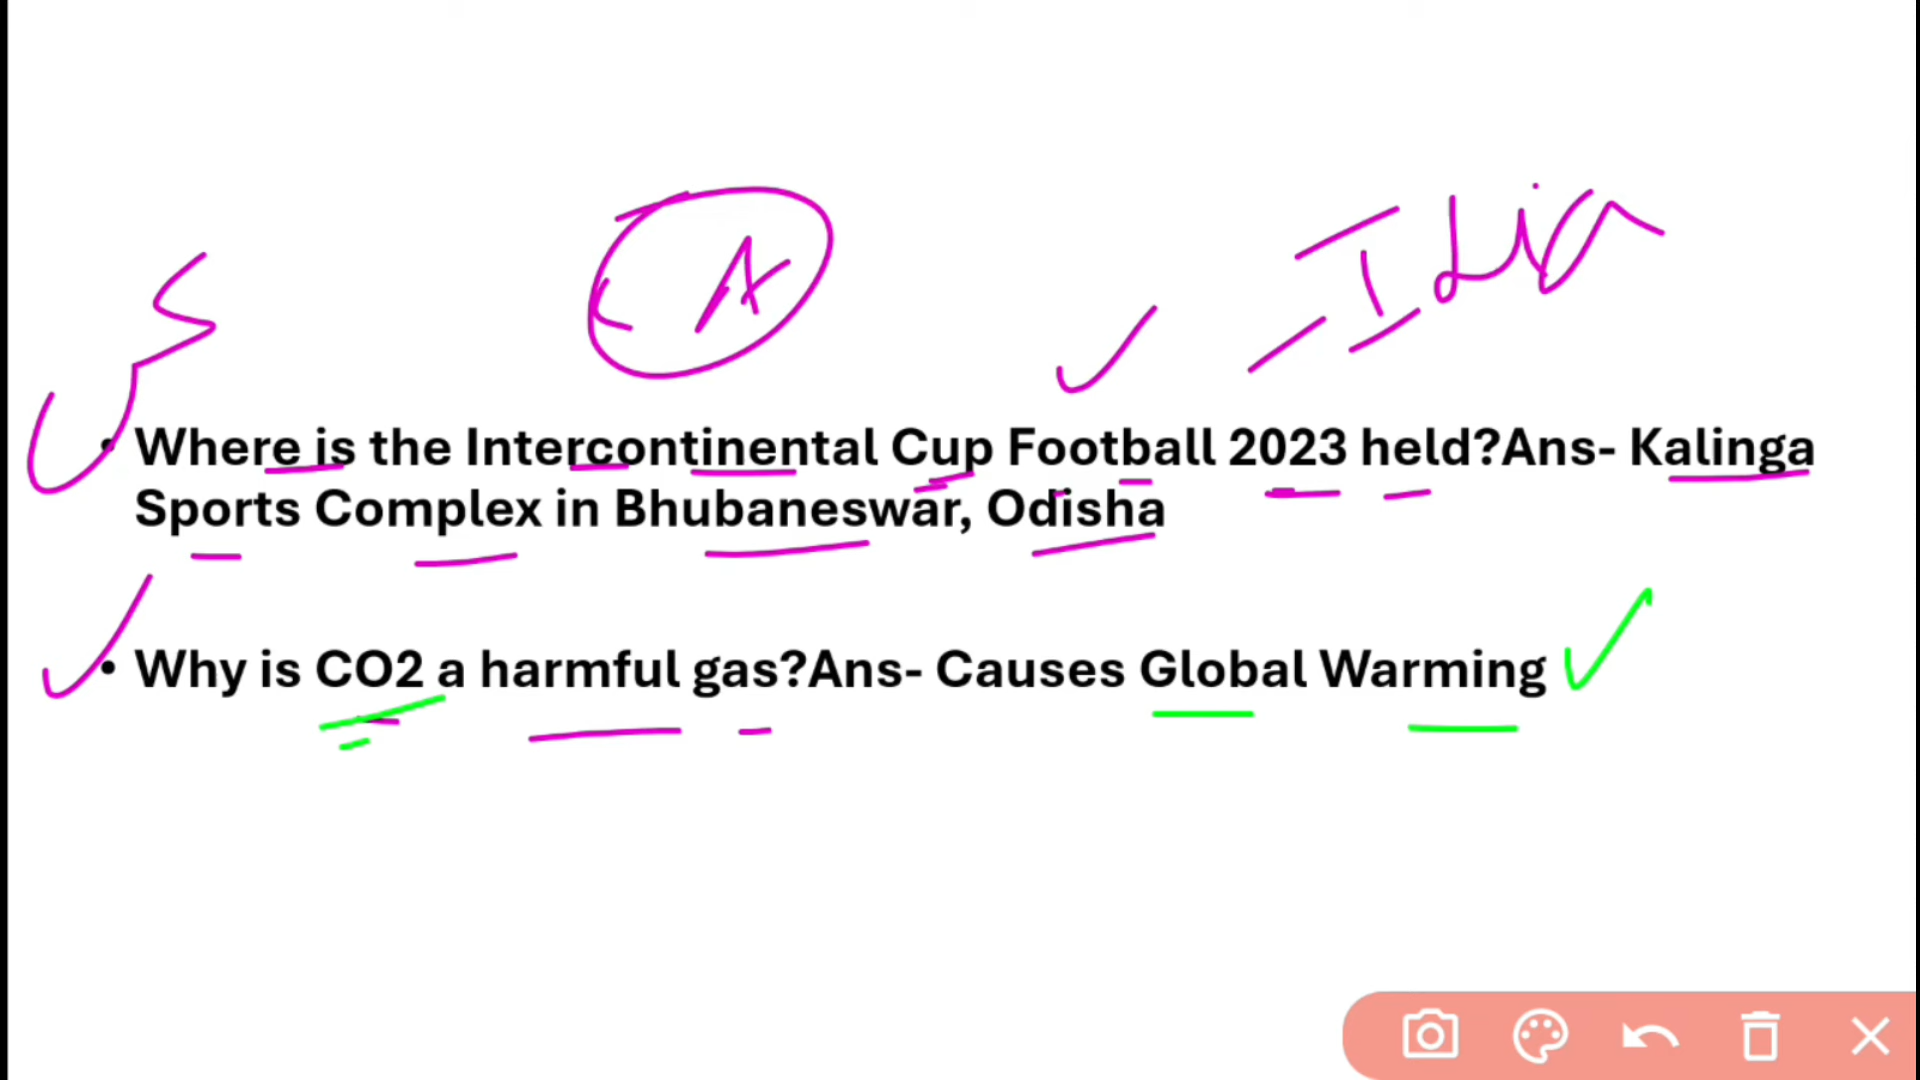 A
India
• Where is the Intercontinental Cup Football 2023 held?Ans- Kalinga
Sports Complex in Bhubaneswar, Odisha
• Why is CO2 a harmful gas?Ans- Causes Global Warming